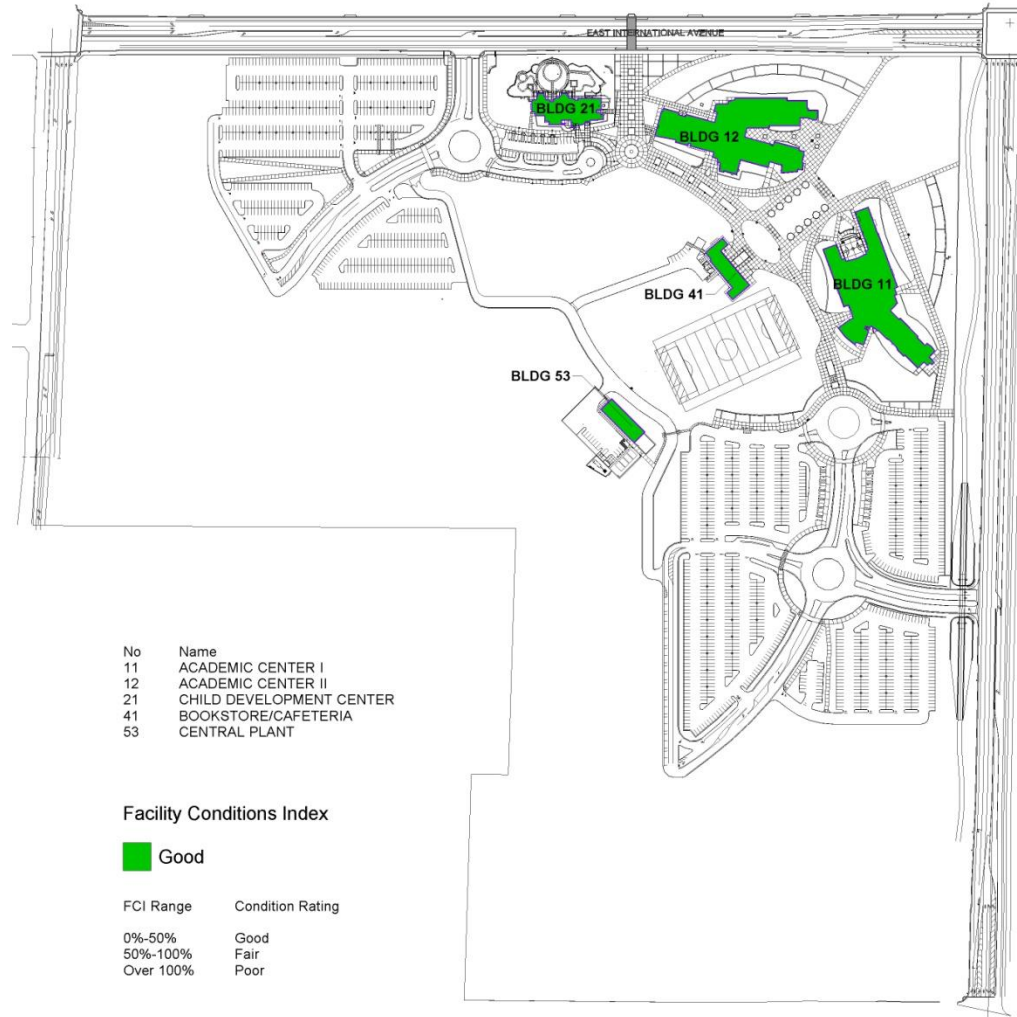 EAST INTERNATIONAL AVENUE
BLDG 21
BLDG 12
BLDG 11
BLDG 41
BLDG 53
No Name
11 ACADEMIC CENTER I
12 ACADEMIC CENTER II
21 CHILD DEVELOPMENT CENTER
41 BOOKSTORE/CAFETERIA
53 CENTRAL PLANT
Facility Conditions Index
Good
FCI Range Condition Rating
0%-50% Good
50%-100% Fair
Over 100% Poor